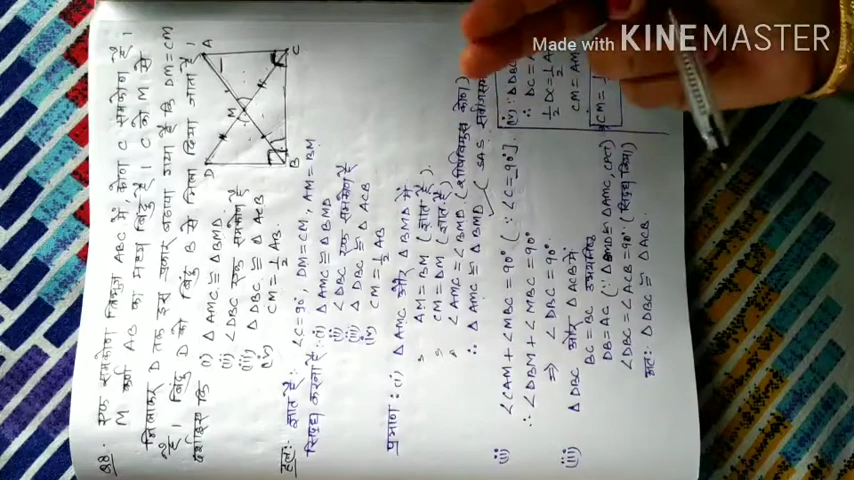 Q8. एक समकोण त्रिभुज ABC में, कोण C समकोण है।
M कर्ण AB का मध्य बिंदु है। C को M से
मिलाकर D तक इस प्रकार बढ़ाया गया है कि DM=CM
है। बिंदु D को बिंदु B से मिला दिया जाता है।
दर्शाइए कि (i) ΔAMC≅ΔBMD
(ii) ∠DBC एक समकोण है
(iii) ΔDBC ≅ ΔACB
(iv) CM=1/2 AB.
D
A
M
B
C
हल:- ज्ञात है:- ∠C=90°, DM=CM, AM=BM
सिद्ध करना है:- (i) ΔAMC≅ΔBMD
(ii) ∠DBC एक समकोण है
(iii) ΔDBC≅ΔACB
(iv) CM=1/2 AB
प्रमाण:- (i) ΔAMC और ΔBMD में
AM=BM (ज्ञात है)
CM=DM (ज्ञात है).
∠AMC=∠BMD (शीर्षाभिमुख कोण)
∴ ΔAMC≅ΔBMD (SAS सर्वांगसम
(ii) ∠CAM+∠MBC=90° (∵ ∠C=90°].
∴ ∠DBM+∠MBC=90°
⇒ ∠DBC=90°.
(iii) ΔDBC और ΔACB में
BC=BC उभयनिष्ठ
DB=AC (∵ ΔBMD≅ΔAMC, CPCT)
∠DBC=∠ACB=90° (सिद्ध किया)
अतः ΔDBC≅ΔACB.
(iv) ∵ ΔDBC
∴ DC=
1/2 DC=1/2 A
CM=AM
CM=1
Made with KINEMASTER